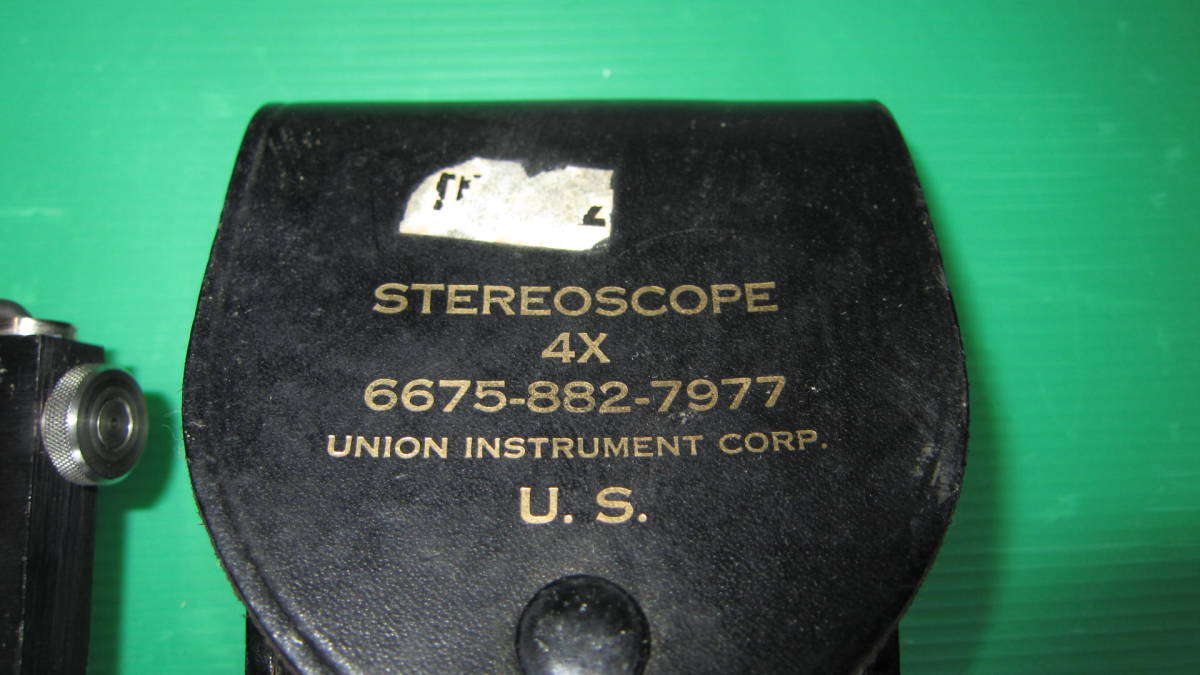 STEREOSCOPE
4X
6675-882-7977
UNION INSTRUMENT CORP.
U. S.